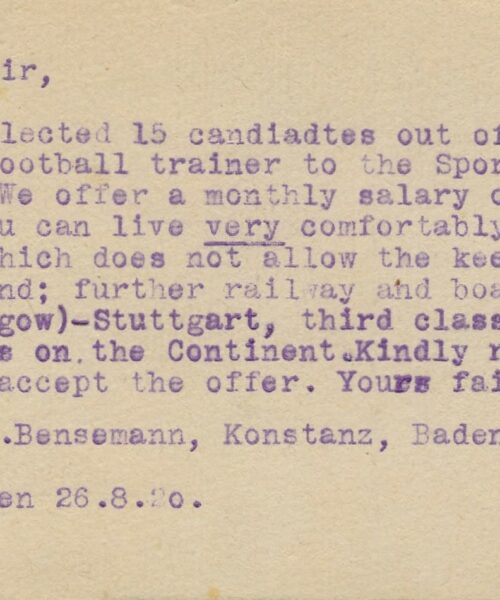 ir,
lected 15 candiadtes out of
ootball trainer to the Spor
We offer a monthly salary o
u can live very comfortably
hich does not allow the kee
nd; further railway and boa
gow)-Stuttgart, third class
s on.the Continent.Kindly r
accept the offer. Yours fai
.Bensemann, Konstanz, Baden
en 26.8.20.